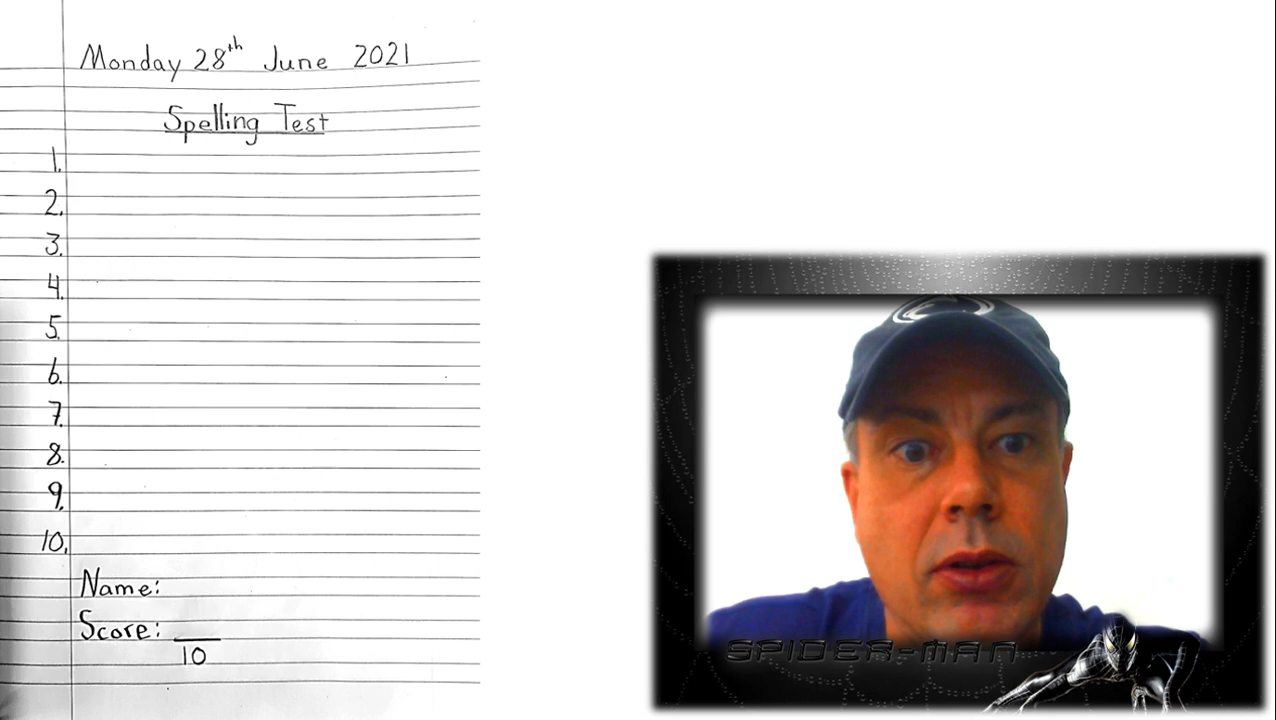 Monday 28th June 2021
Spelling Test
1.
2.
3.
4.
5.
6.
7.
8.
9.
10.
Name:
Score: __
10
SPIDER-MAN